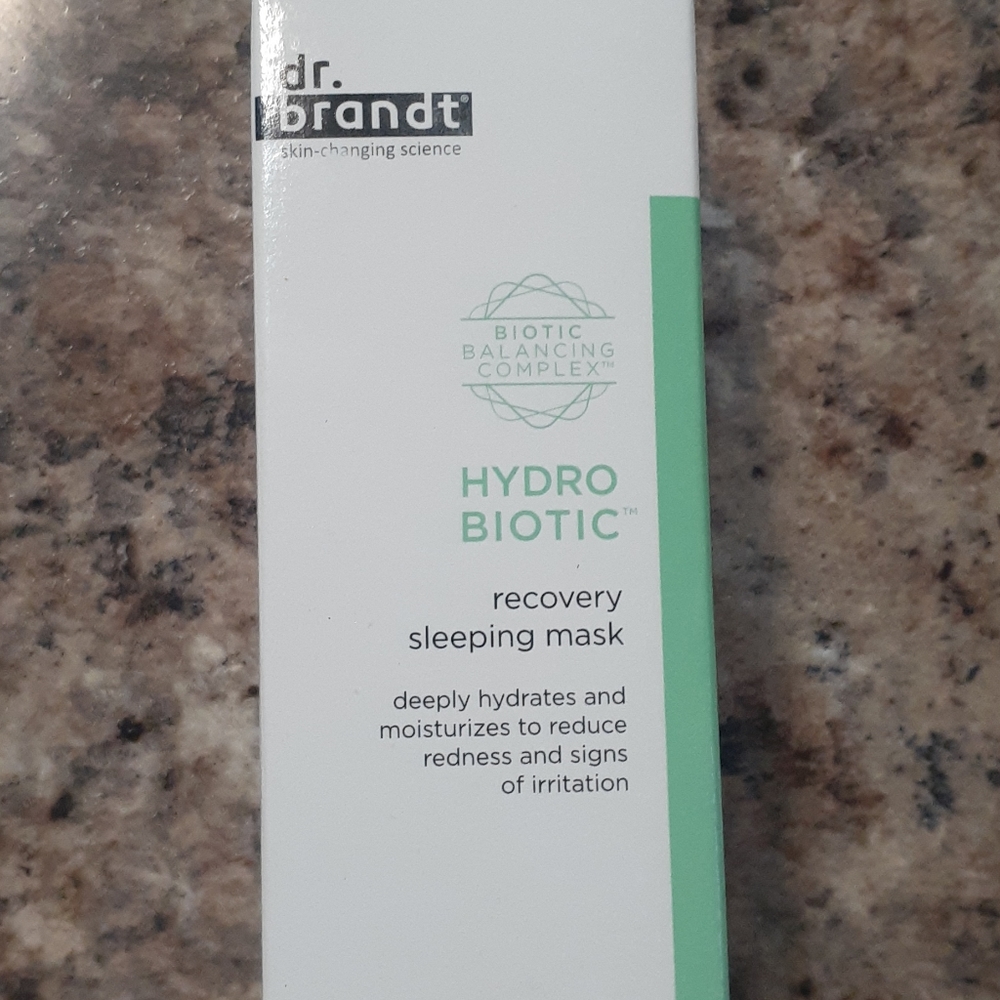 dr.
brandt®
skin-changing science
BIOTIC
BALANCING
COMPLEX™
HYDRO
BIOTIC™
recovery
sleeping mask
deeply hydrates and
moisturizes to reduce
redness and signs
of irritation